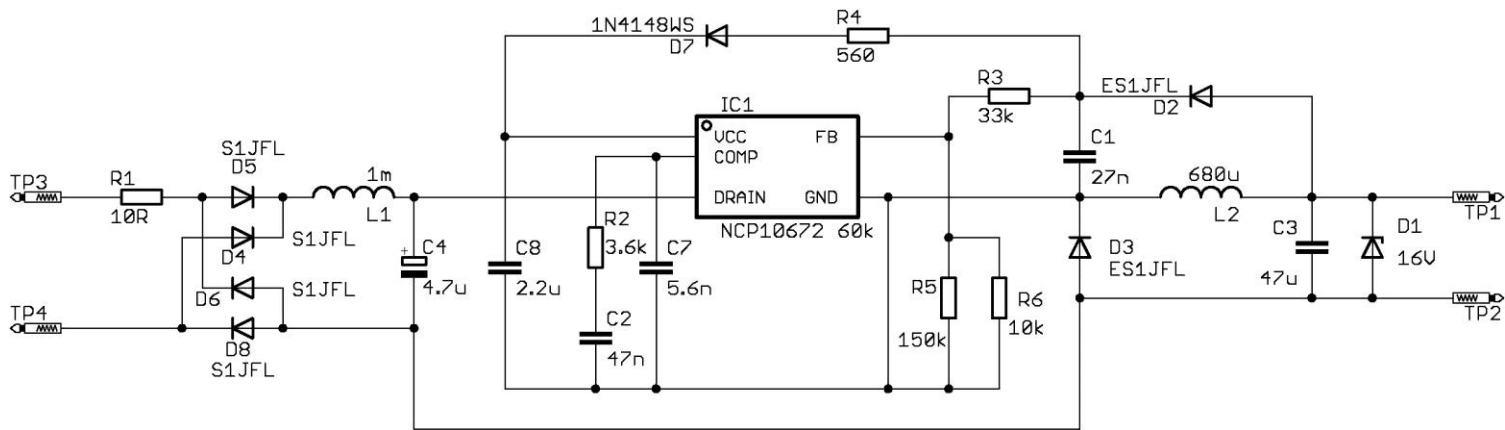 1N4148WS
D7
R4
560
R3
33k
ES1JFL
D2
IC1
VCC
COMP
DRAIN
FB
GND
NCP10672 60k
C1
27n
680u
L2
TP3
R1
10R
S1JFL
D5
D4
S1JFL
D6
S1JFL
D8
S1JFL
TP4
1m
L1
+
C4
4.7u
C8
2.2u
R2
3.6k
C7
5.6n
C2
47n
R5
150k
R6
10k
D3
ES1JFL
C3
47u
D1
16V
TP1
TP2